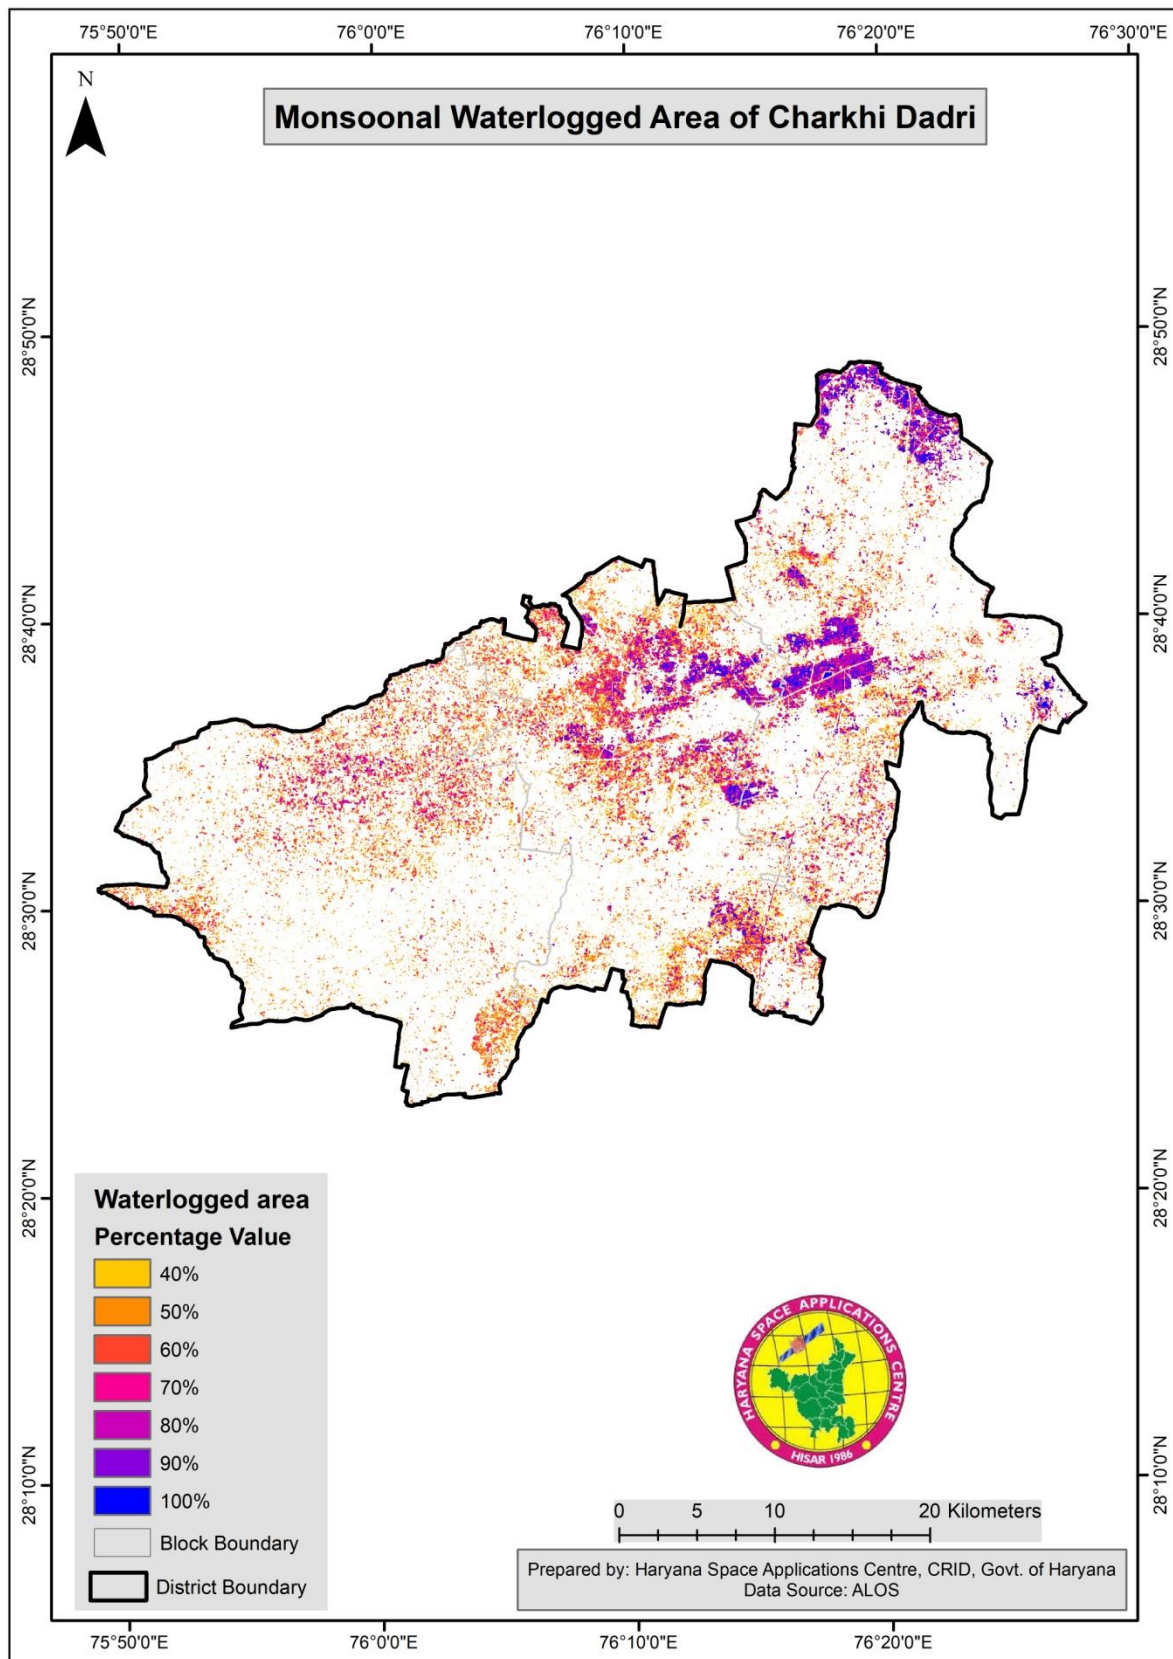 75°50'0"E 76°0'0"E 76°10'0"E 76°20'0"E 76°30'0"E
N
Monsoonal Waterlogged Area of Charkhi Dadri
28°50'0"N 28°50'0"N
28°40'0"N 28°40'0"N
28°30'0"N 28°30'0"N
28°20'0"N 28°20'0"N
28°10'0"N 28°10'0"N
Waterlogged area
Percentage Value
40%
50%
60%
70%
80%
90%
100%
Block Boundary
District Boundary
HARYANA SPACE APPLICATIONS CENTRE
HISAR 1986
0 5 10 20 Kilometers
Prepared by: Haryana Space Applications Centre, CRID, Govt. of Haryana
Data Source: ALOS
75°50'0"E 76°0'0"E 76°10'0"E 76°20'0"E